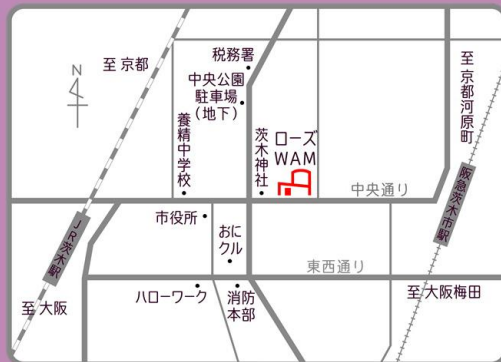 N
至 京都
税務署
中央公園
駐車場
(地下)
養精中学校
茨木神社
ローズ
WAM
至 京都河原町
阪急茨木市駅
中央通り
市役所
おに
クル
JR茨木駅
東西通り
ハローワーク
消防
本部
至 大阪
至 大阪梅田